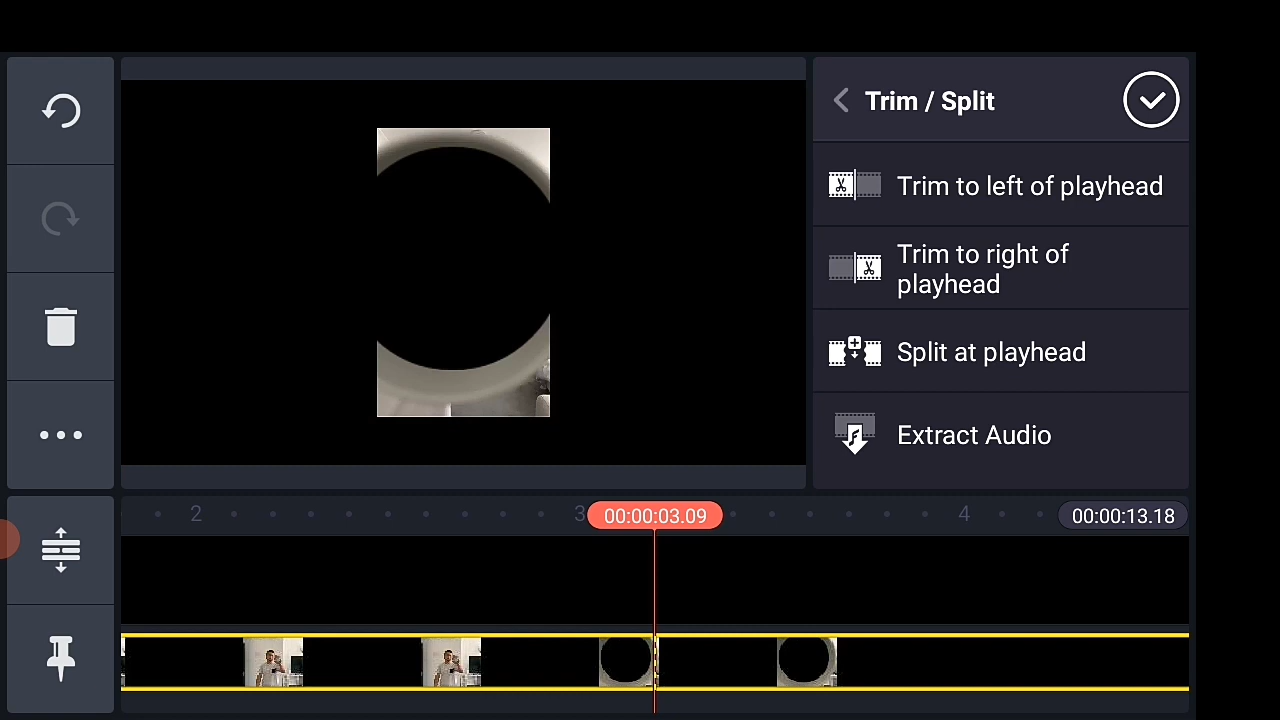 Trim / Split
Trim to left of playhead
Trim to right of
playhead
Split at playhead
Extract Audio
2
3
00:00:03.09
4
00:00:13.18